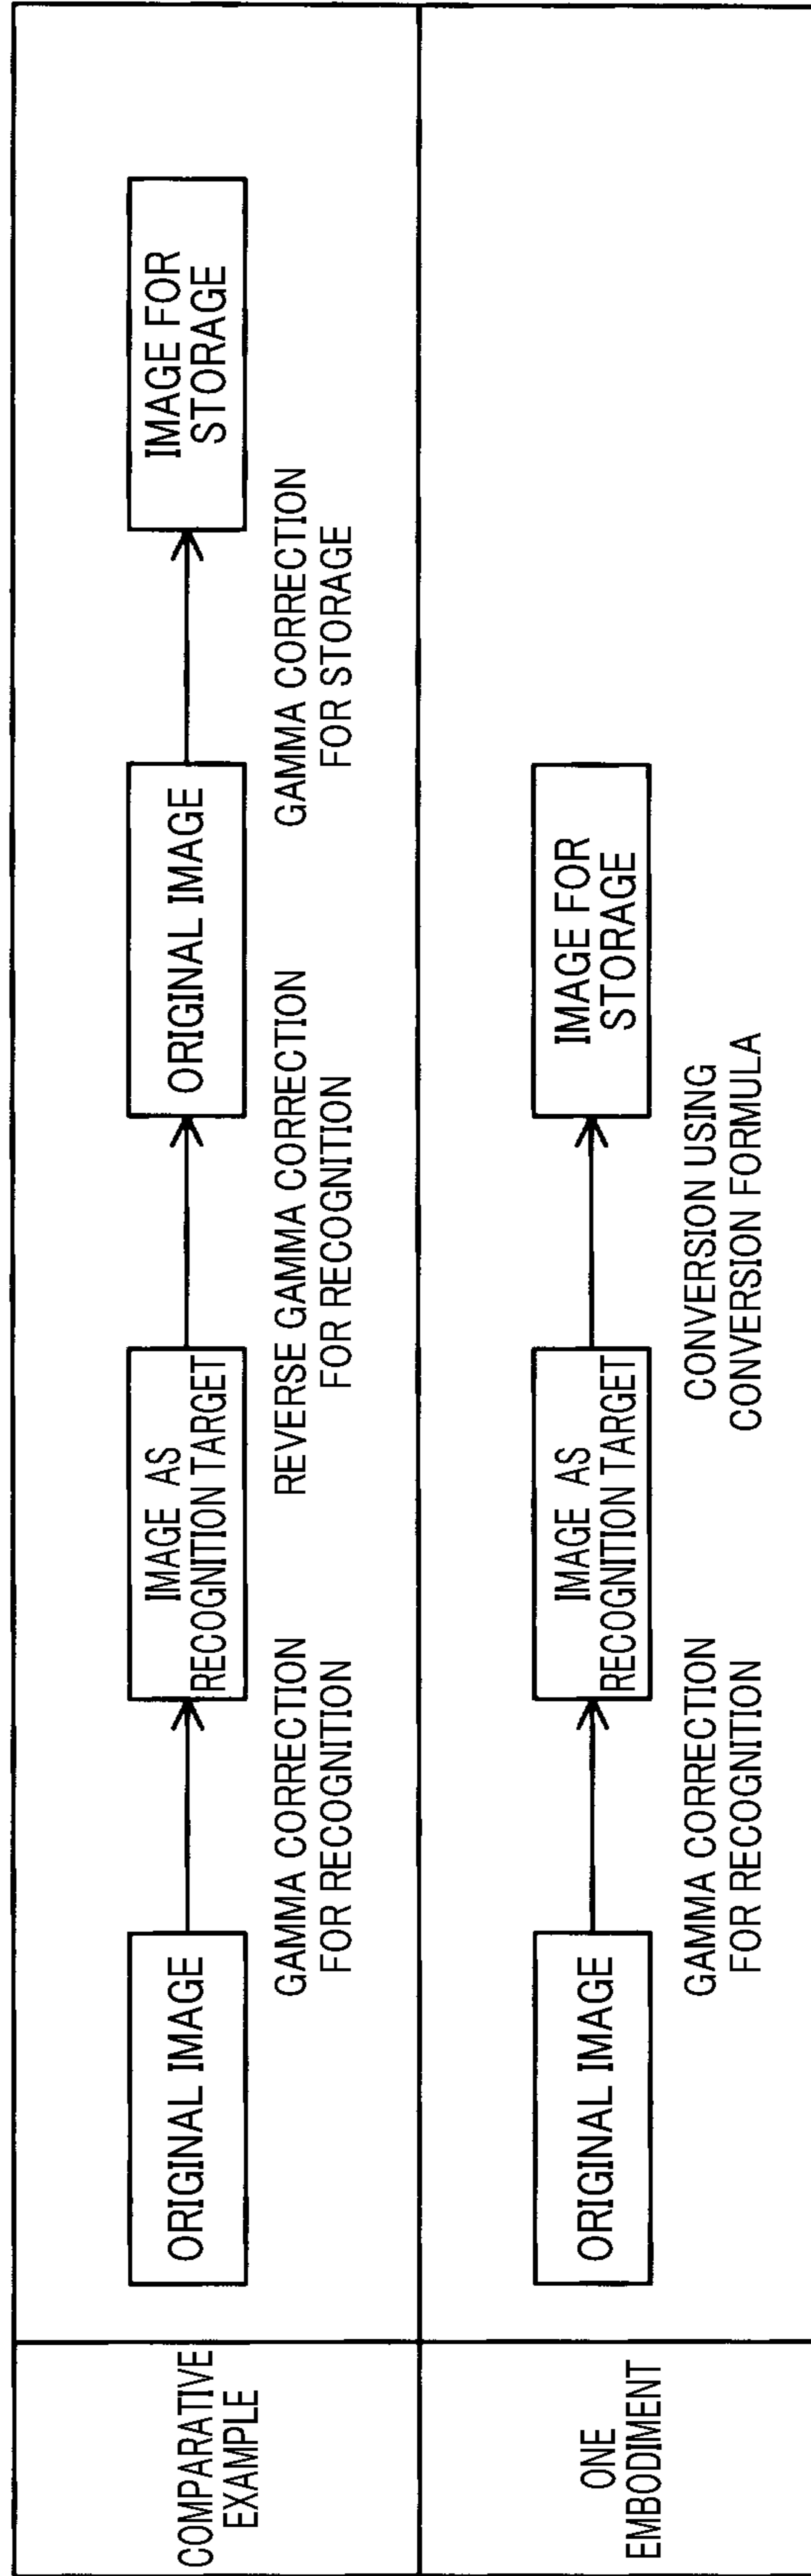 COMPARATIVE
EXAMPLE
ORIGINAL IMAGE
GAMMA CORRECTION
FOR RECOGNITION
IMAGE AS
RECOGNITION TARGET
REVERSE GAMMA CORRECTION
FOR RECOGNITION
ORIGINAL IMAGE
GAMMA CORRECTION
FOR STORAGE
IMAGE FOR
STORAGE
ONE
EMBODIMENT
ORIGINAL IMAGE
GAMMA CORRECTION
FOR RECOGNITION
IMAGE AS
RECOGNITION TARGET
CONVERSION USING
CONVERSION FORMULA
IMAGE FOR
STORAGE